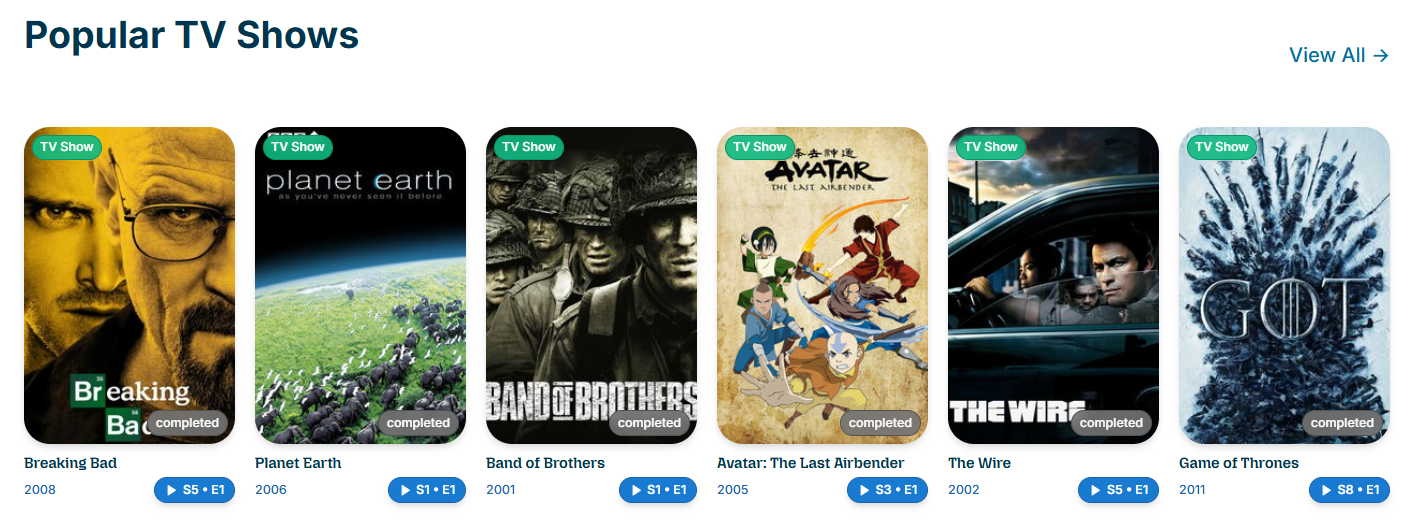 Popular TV Shows
View All →
TV Show
Breaking
Ba
completed
Breaking Bad
2008
S5 • E1
TV Show
planet earth
as you've never seen it before
completed
Planet Earth
2006
S1 • E1
TV Show
BAND OF BROTHERS
completed
Band of Brothers
2001
S1 • E1
TV Show
AVATAR
THE LAST AIRBENDER
completed
Avatar: The Last Airbender
2005
S3 • E1
TV Show
THE WIRE
completed
The Wire
2002
S5 • E1
TV Show
GOT
completed
Game of Thrones
2011
S8 • E1